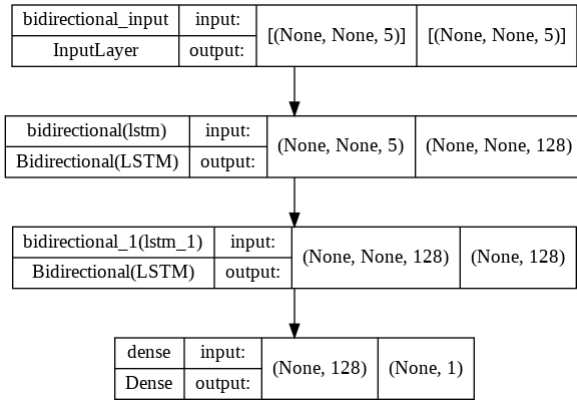 bidirectional_input input: [(None, None, 5)] [(None, None, 5)]
InputLayer output:
bidirectional(lstm) input: (None, None, 5) (None, None, 128)
Bidirectional(LSTM) output:
bidirectional_1(lstm_1) input: (None, None, 128) (None, 128)
Bidirectional(LSTM) output:
dense input: (None, 128) (None, 1)
Dense output: